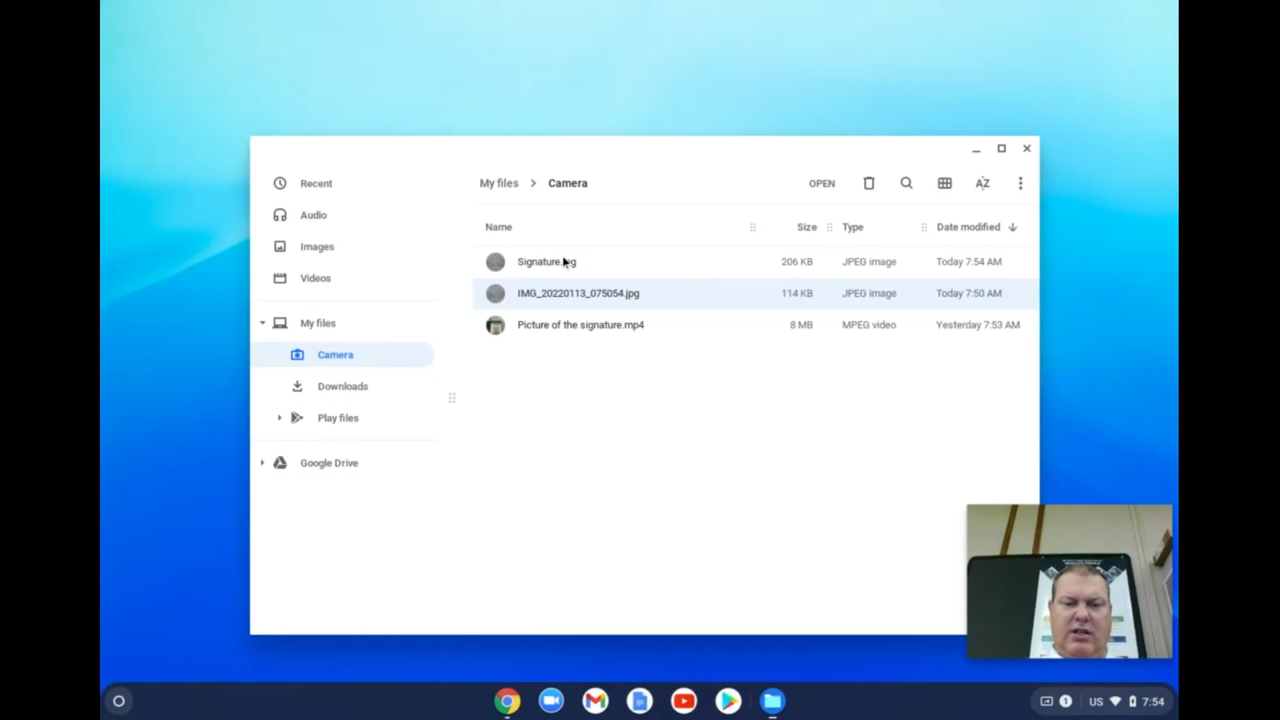 Recent
Audio
Images
Videos
My files
Camera
Downloads
Play files
Google Drive
My files > Camera
OPEN
AZ
Name Size Type Date modified
206 KB JPEG image Today 7:54 AM
IMG_20220113_075054.jpg 114 KB JPEG image Today 7:50 AM
Picture of the signature.mp4 8 MB MPEG video Yesterday 7:53 AM
1 US 7:54